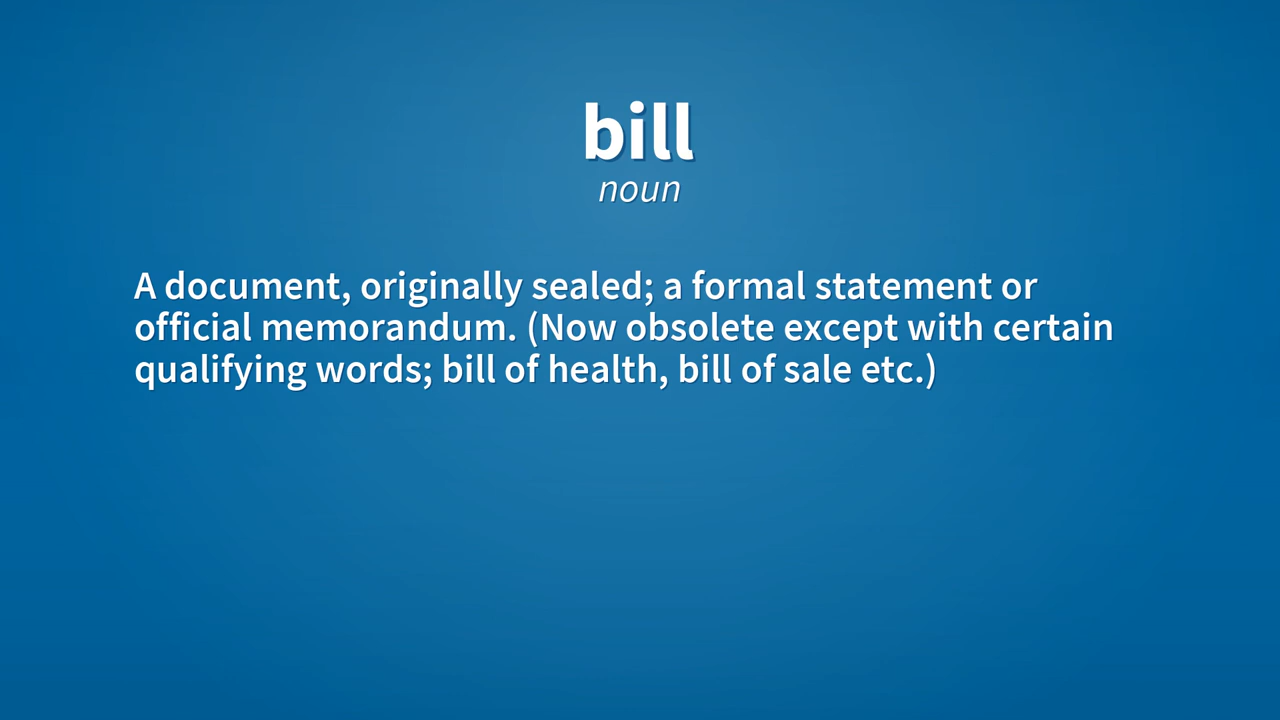 bill
noun
A document, originally sealed; a formal statement or
official memorandum. (Now obsolete except with certain
qualifying words; bill of health, bill of sale etc.)